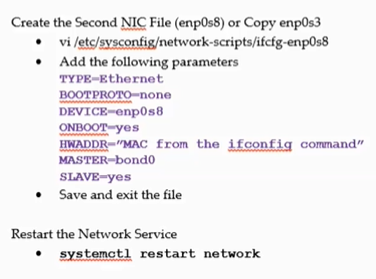 Create the Second NIC File (enp0s8) or Copy enp0s3
• vi /etc/sysconfig/network-scripts/ifcfg-enp0s8
• Add the following parameters
TYPE=Ethernet
BOOTPROTO=none
DEVICE=enp0s8
ONBOOT=yes
HWADDR="MAC from the ifconfig command"
MASTER=bond0
SLAVE=yes
• Save and exit the file
Restart the Network Service
• systemctl restart network